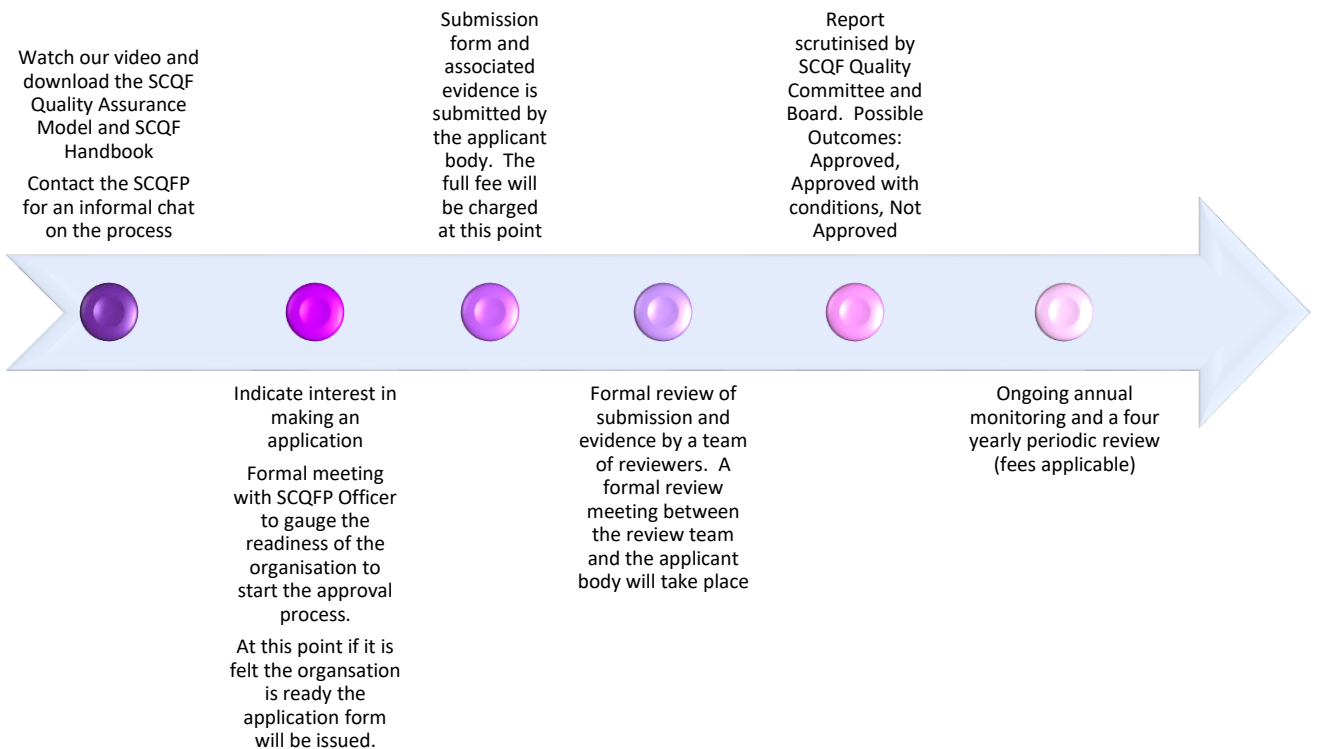 Watch our video and
download the SCQF
Quality Assurance
Model and SCQF
Handbook
Contact the SCQFP
for an informal chat
on the process
Indicate interest in
making an
application
Formal meeting
with SCQFP Officer
to gauge the
readiness of the
organisation to
start the approval
process.
At this point if it is
felt the organsation
is ready the
application form
will be issued.
Submission
form and
associated
evidence is
submitted by
the applicant
body. The
full fee will
be charged
at this point
Formal review of
submission and
evidence by a team
of reviewers. A
formal review
meeting between
the review team
and the applicant
body will take place
Report
scrutinised by
SCQF Quality
Committee and
Board. Possible
Outcomes:
Approved,
Approved with
conditions, Not
Approved
Ongoing annual
monitoring and a four
yearly periodic review
(fees applicable)